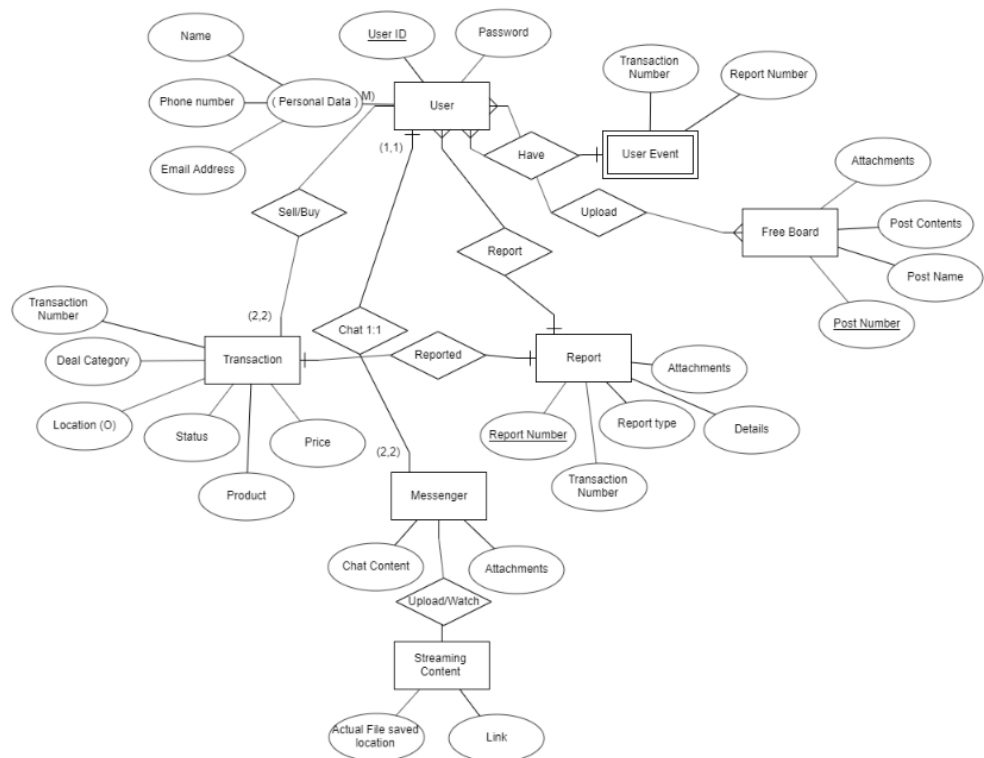 Name
User ID
Password
Transaction
Number
Report Number
Phone number
( Personal Data )
M)
User
Email Address
(1,1)
Have
User Event
Attachments
Sell/Buy
Upload
Free Board
Post Contents
Report
Post Name
Transaction
Number
(2,2)
Chat 1:1
Post Number
Deal Category
Transaction
Reported
Report
Attachments
Location (O)
Status
Price
Report Number
Report type
Details
(2,2)
Product
Messenger
Transaction
Number
Chat Content
Attachments
Upload/Watch
Streaming
Content
Actual File saved
location
Link